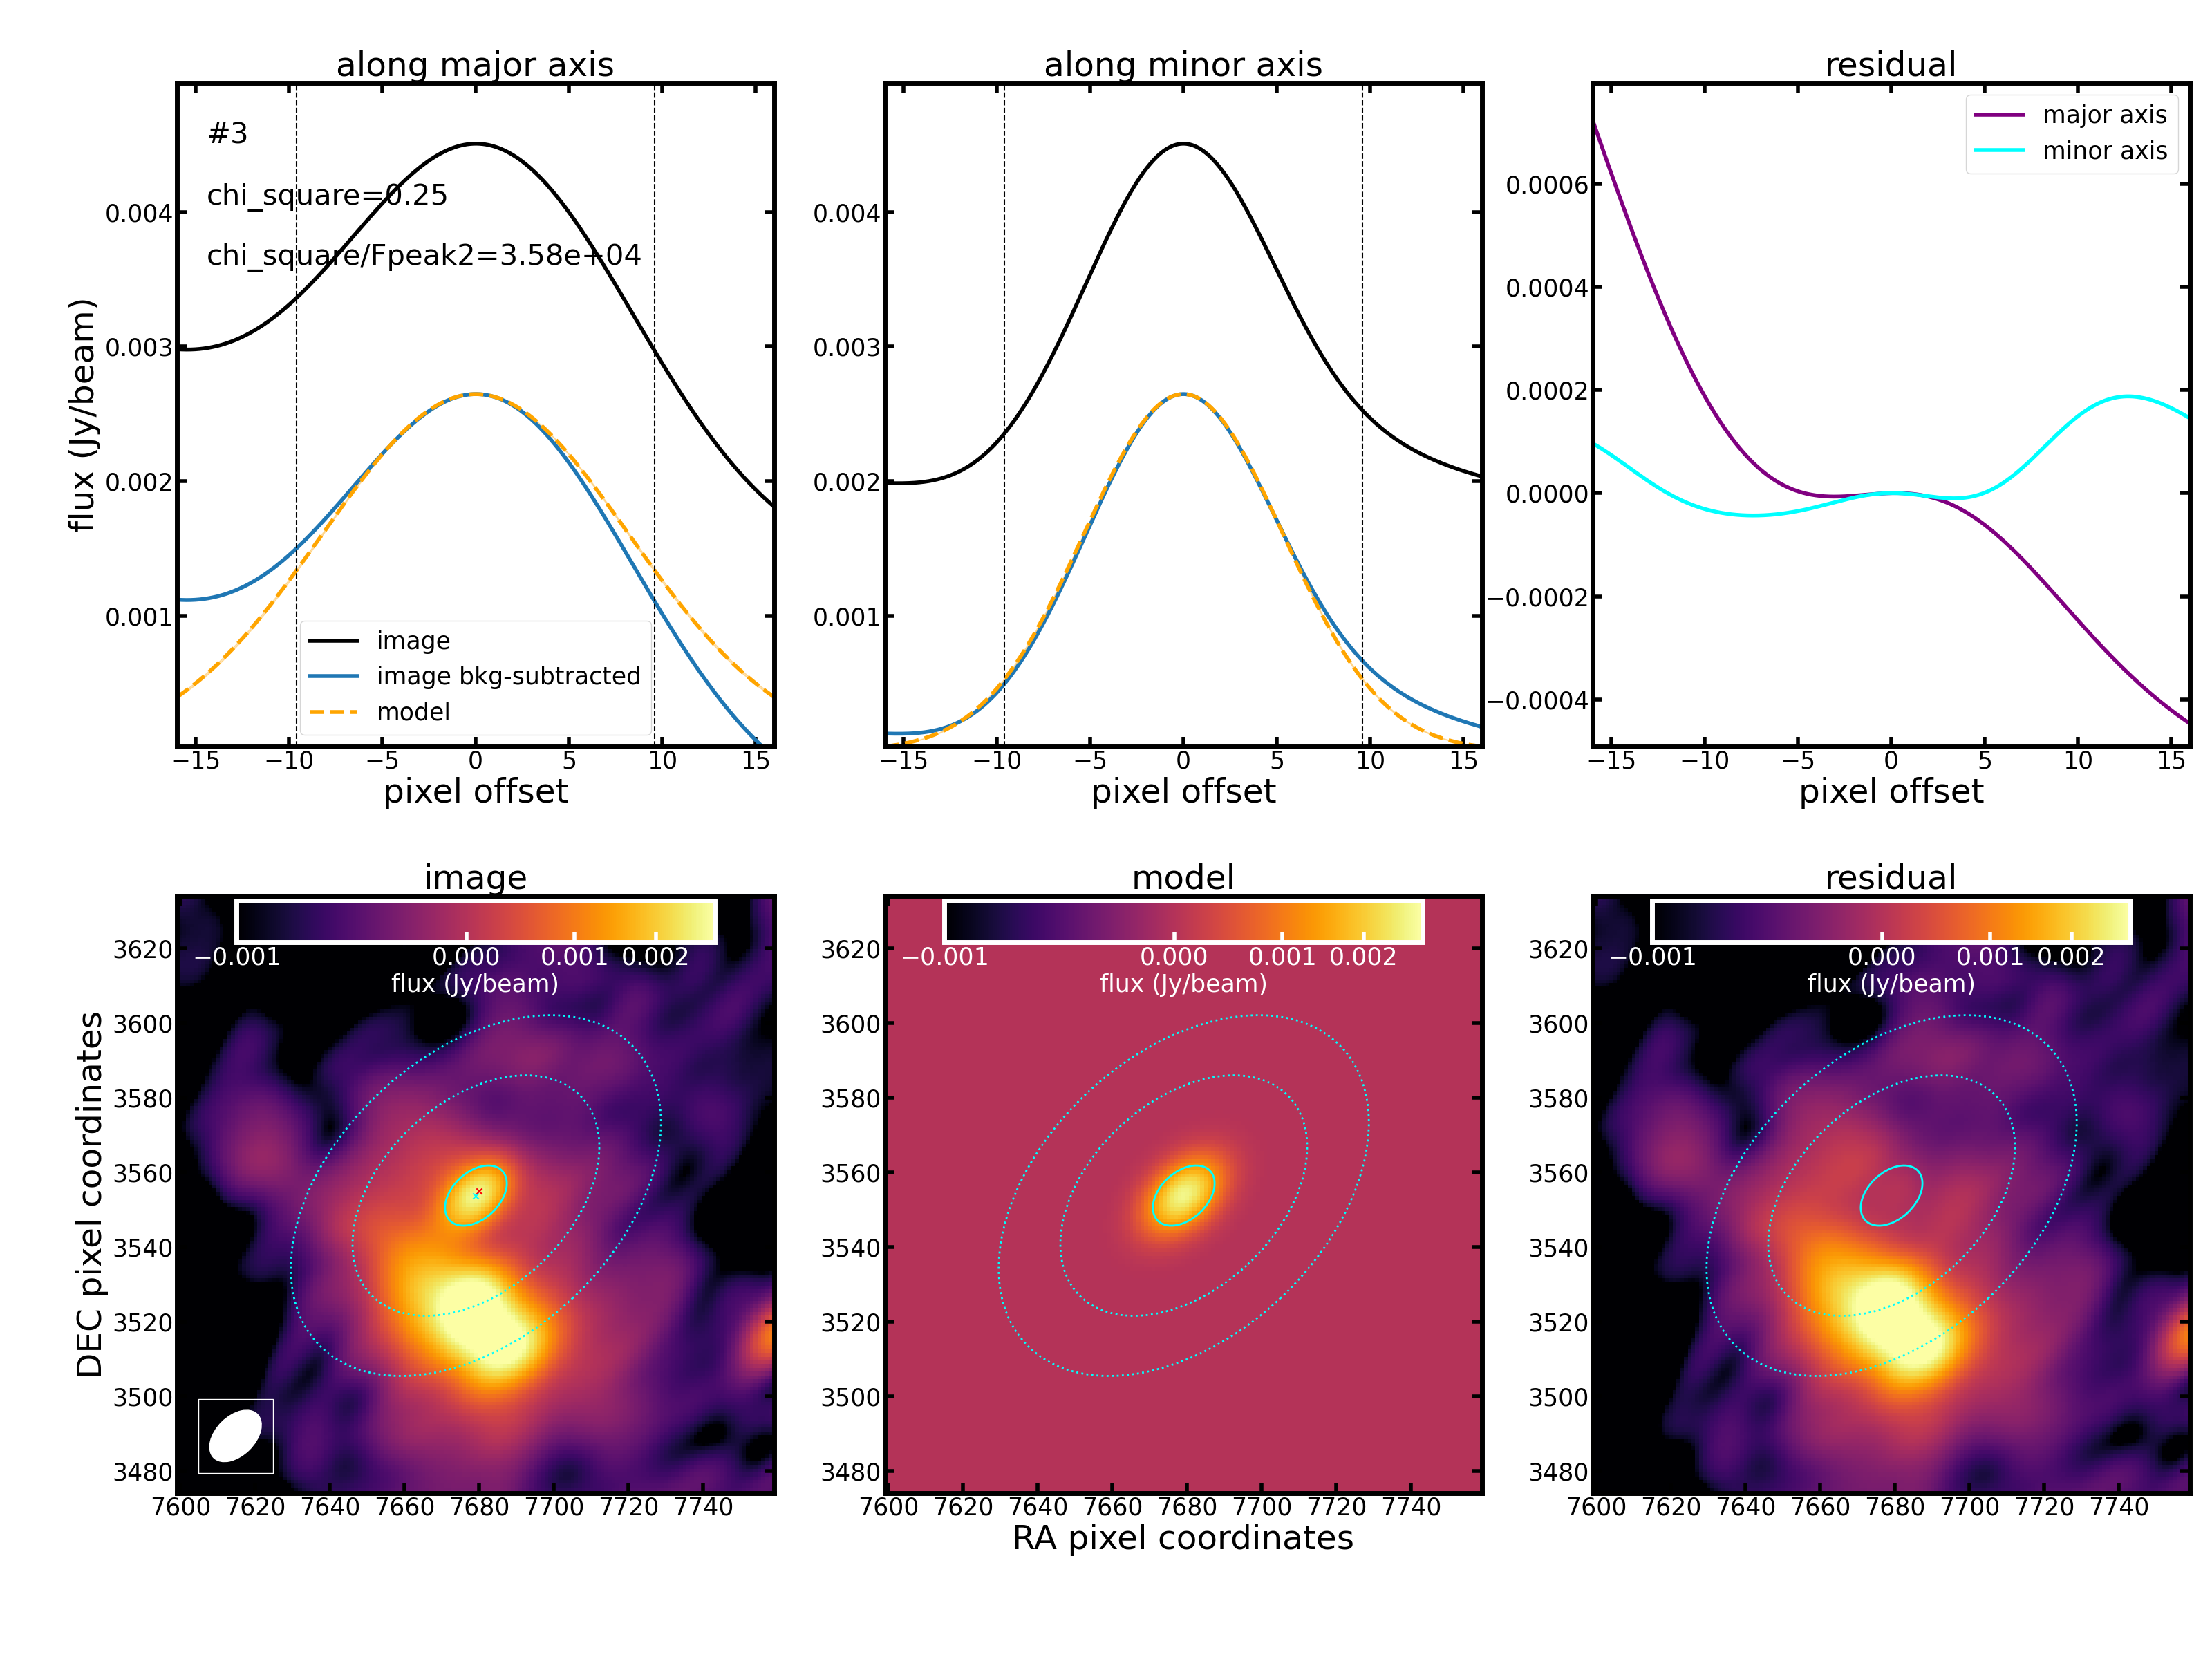 along major axis
along minor axis
residual
#3
chi_square=0.25
chi_square/Fpeak2=3.58e+04
flux (Jy/beam)
0.004
0.003
0.002
0.001
image
image bkg-subtracted
model
−15 −10 −5 0 5 10 15
pixel offset
0.004
0.003
0.002
0.001
−15 −10 −5 0 5 10 15
pixel offset
major axis
minor axis
0.0006
0.0004
0.0002
0.0000
−0.0002
−0.0004
−15 −10 −5 0 5 10 15
pixel offset
image
model
residual
−0.001 0.000 0.001 0.002
flux (Jy/beam)
DEC pixel coordinates
3620
3600
3580
3560
3540
3520
3500
3480
7600 7620 7640 7660 7680 7700 7720 7740
−0.001 0.000 0.001 0.002
flux (Jy/beam)
3620
3600
3580
3560
3540
3520
3500
3480
7600 7620 7640 7660 7680 7700 7720 7740
RA pixel coordinates
−0.001 0.000 0.001 0.002
flux (Jy/beam)
3620
3600
3580
3560
3540
3520
3500
3480
7600 7620 7640 7660 7680 7700 7720 7740